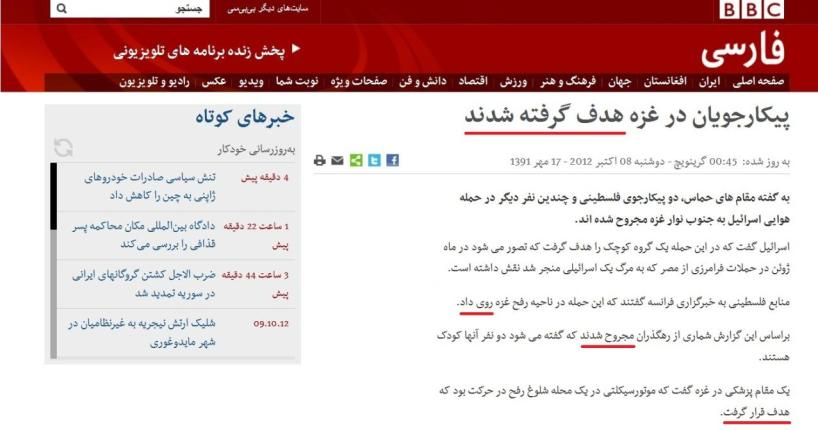 BBC
سایت‌های دیگر بی‌بی‌سی
جستجو
فارسی
پخش زنده برنامه های تلویزیونی
صفحه اصلی ایران افغانستان جهان فرهنگ و هنر ورزش اقتصاد دانش و فن صفحات ویژه نوبت شما ویدیو عکس رادیو و تلویزیون
پیکارجویان در غزه هدف گرفته شدند
به روز شده: 00:45 گرینویچ - دوشنبه 08 اکتبر 2012 - 17 مهر 1391
به گفته مقام های حماس، دو پیکارجوی فلسطینی و چندین نفر دیگر در حمله
هوایی اسرائیل به جنوب نوار غزه مجروح شده اند.
اسرائیل گفت که در این حمله یک گروه کوچک را هدف گرفت که تصور می شود در ماه
ژوئن در حملات فرامرزی از مصر که به مرگ یک اسرائیلی منجر شد نقش داشته است.
منابع فلسطینی به خبرگزاری فرانسه گفتند که این حمله در ناحیه رفح غزه روی داد.
براساس این گزارش شماری از رهگذران مجروح شدند که گفته می شود دو نفر آنها کودک
هستند.
یک مقام پزشکی در غزه گفت که موتورسیکلتی در یک محله شلوغ رفح در حرکت بود که
هدف قرار گرفت.
خبرهای کوتاه
به‌روزرسانی خودکار
4 دقیقه پیش تنش سیاسی صادرات خودروهای
ژاپنی به چین را کاهش داد
1 ساعت 22 دقیقه دادگاه بین‌المللی مکان محاکمه پسر
پیش قذافی را بررسی می‌کند
3 ساعت 44 دقیقه ضرب الاجل کشتن گروگانهای ایرانی
پیش در سوریه تمدید شد
09.10.12 شلیک ارتش نیجریه به غیرنظامیان در
شهر مایدوغوری